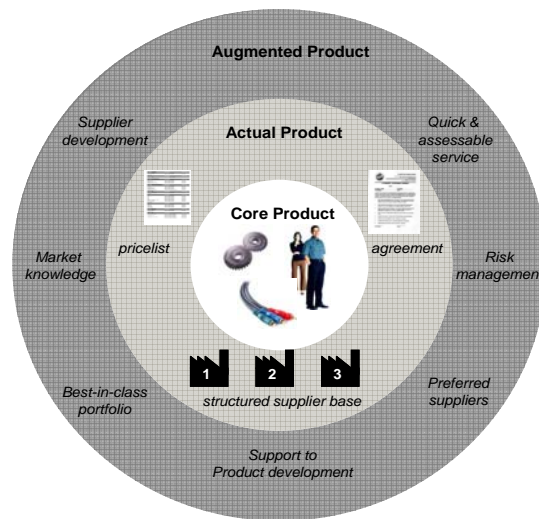 Augmented Product
Supplier
development
Quick &
assessable
service
Actual Product
Core Product
pricelist
agreement
Market
knowledge
Risk
management
1 2 3
structured supplier base
Best-in-class
portfolio
Preferred
suppliers
Support to
Product development